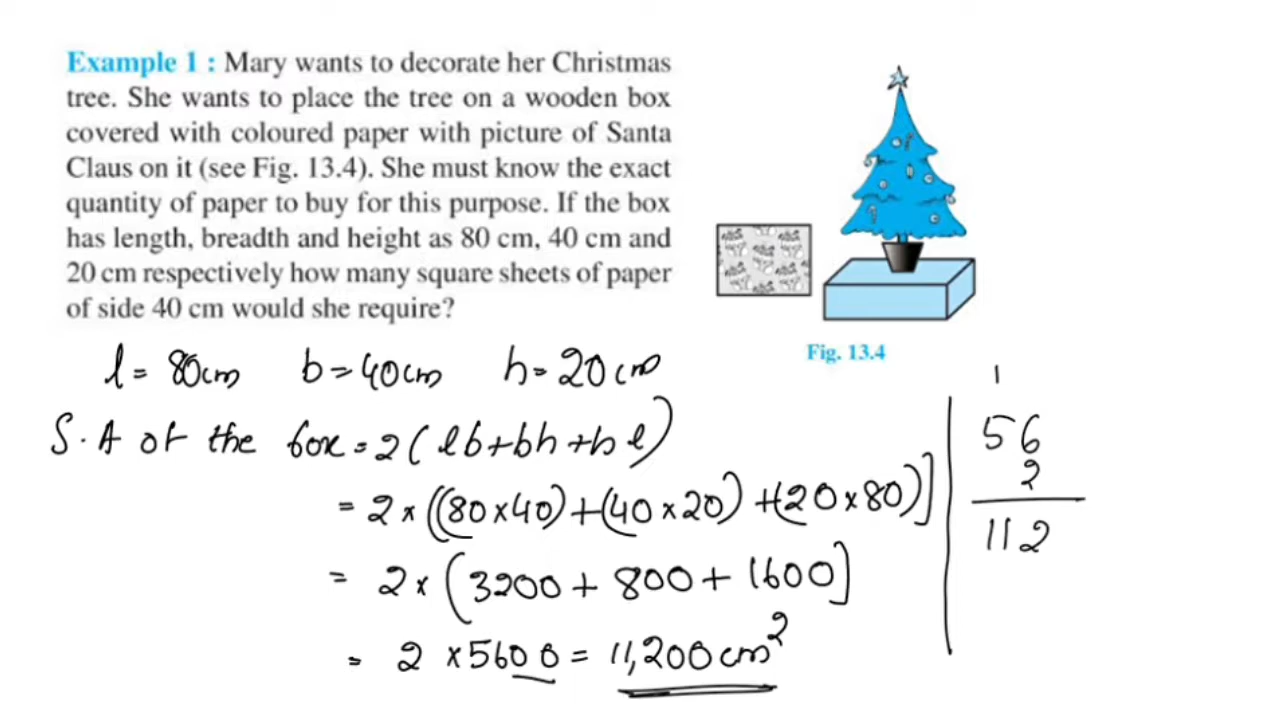 Example 1 : Mary wants to decorate her Christmas
tree. She wants to place the tree on a wooden box
covered with coloured paper with picture of Santa
Claus on it (see Fig. 13.4). She must know the exact
quantity of paper to buy for this purpose. If the box
has length, breadth and height as 80 cm, 40 cm and
20 cm respectively how many square sheets of paper
of side 40 cm would she require?
Fig. 13.4
l = 80cm b = 40cm h = 20cm
S.A of the box = 2(lb+bh+hl)
= 2 × ((80×40)+(40×20)+(20×80)]
= 2 × (3200 + 800 + 1600]
= 2 × 5600 = 11,200 cm²
1
56
2
112